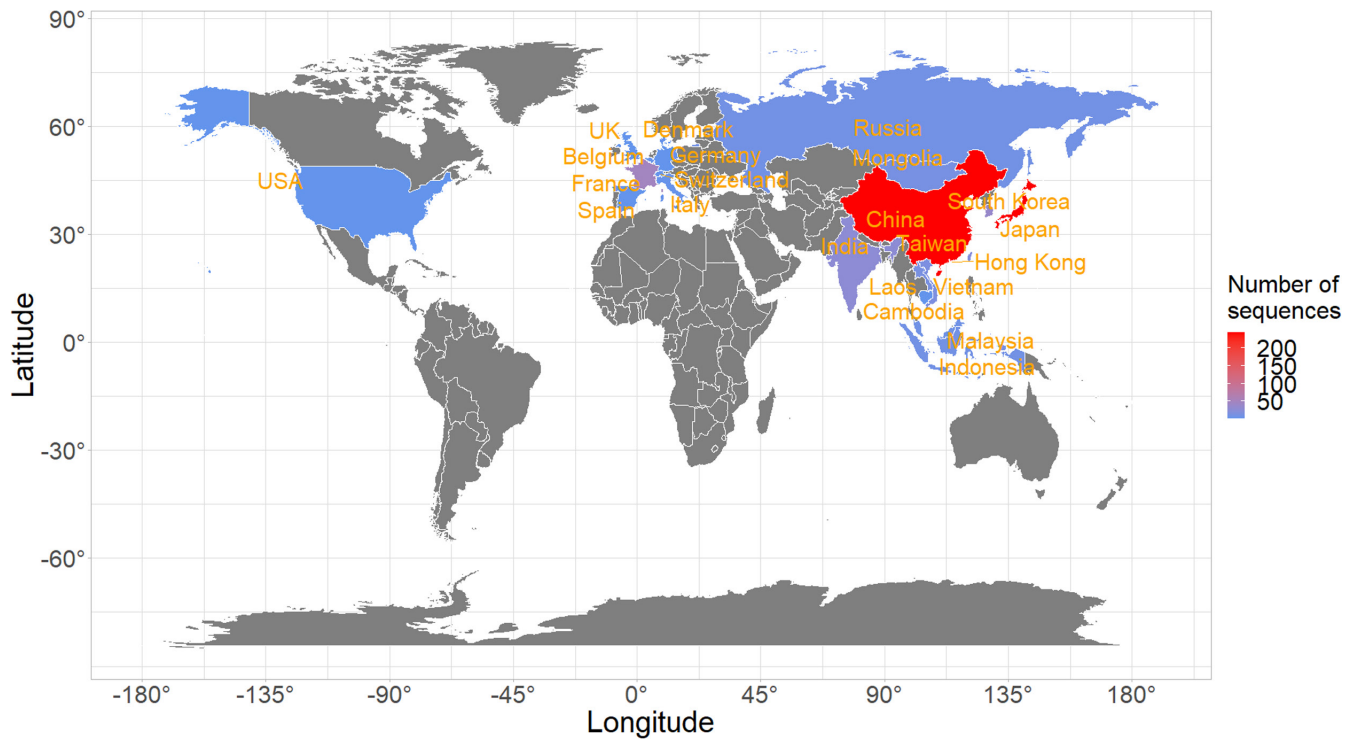 90°
60°
30°
0°
-30°
-60°
Latitude
UK
Denmark
Russia
Belgium
Germany
Mongolia
USA
France
Switzerland
Spain
Italy
South Korea
China
Japan
India
Taiwan
Hong Kong
Laos
Vietnam
Cambodia
Malaysia
Indonesia
Number of
sequences
200
150
100
50
-180°
-135°
-90°
-45°
0°
45°
90°
135°
180°
Longitude